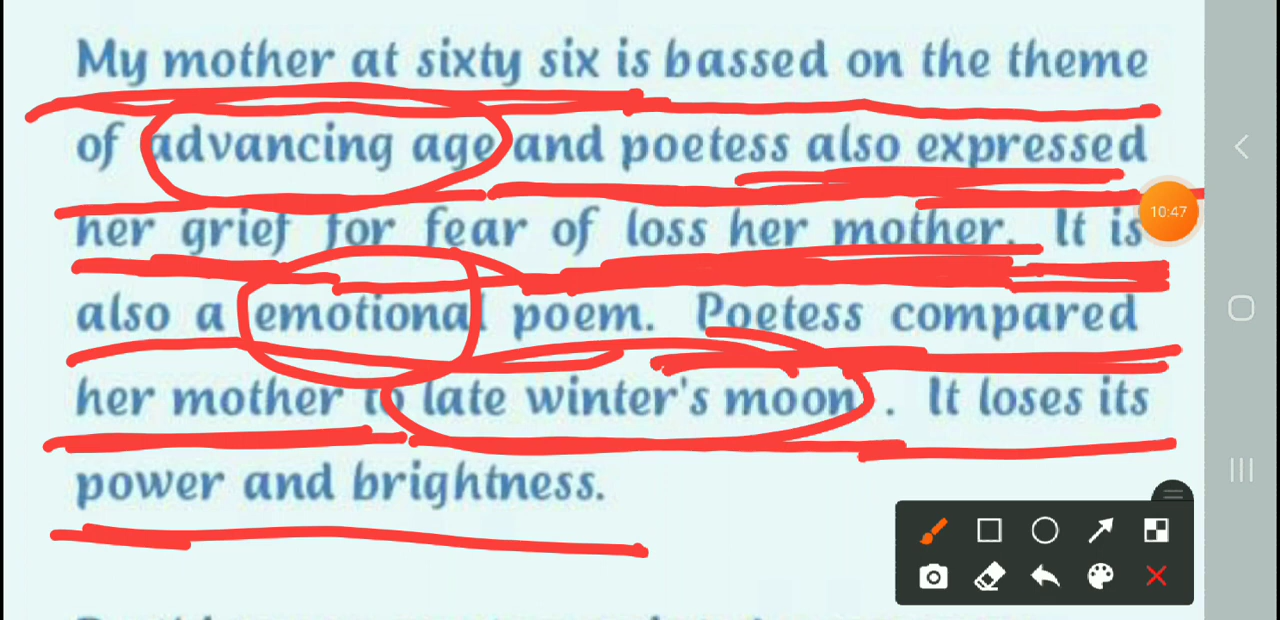 My mother at sixty six is bassed on the theme
of advancing age and poetess also expressed
her grief for fear of loss her mother. It is
also a emotional poem. Poetess compared
her mother to late winter's moon . It loses its
power and brightness.
10:47